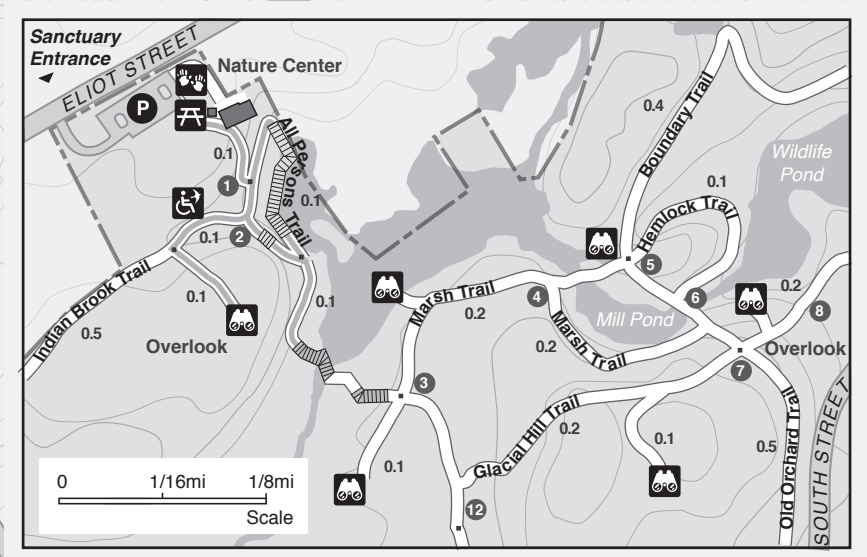 Sanctuary
Entrance
ELIOT STREET
Nature Center
P
0.1
1
All Persons Trail
0.1
0.1
2
0.1
0.1
Indian Brook Trail
0.5
Overlook
Boundary Trail
0.4
Wildlife
Pond
0.1
Hemlock Trail
5
Marsh Trail
0.2
4
Mill Pond
6
0.2
8
Marsh Trail
0.2
Overlook
7
3
0.1
Glacial Hill Trail
0.2
0.1
0.5
Old Orchard Trail
SOUTH STREET
12
0
1/16mi
1/8mi
Scale